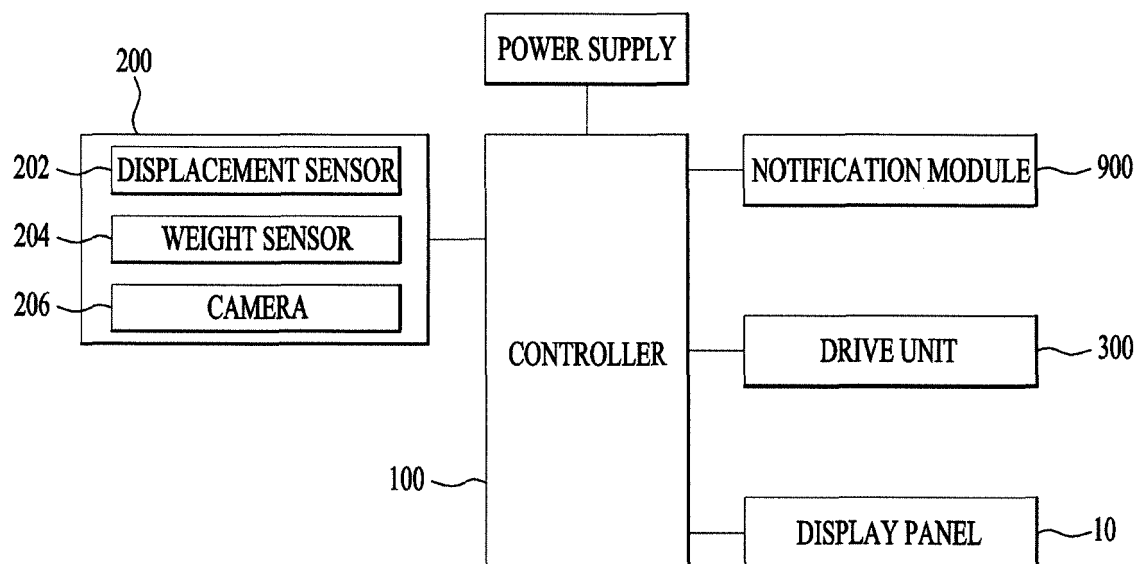 POWER SUPPLY
200
202
DISPLACEMENT SENSOR
204
WEIGHT SENSOR
206
CAMERA
CONTROLLER
100
NOTIFICATION MODULE
900
DRIVE UNIT
300
DISPLAY PANEL
10